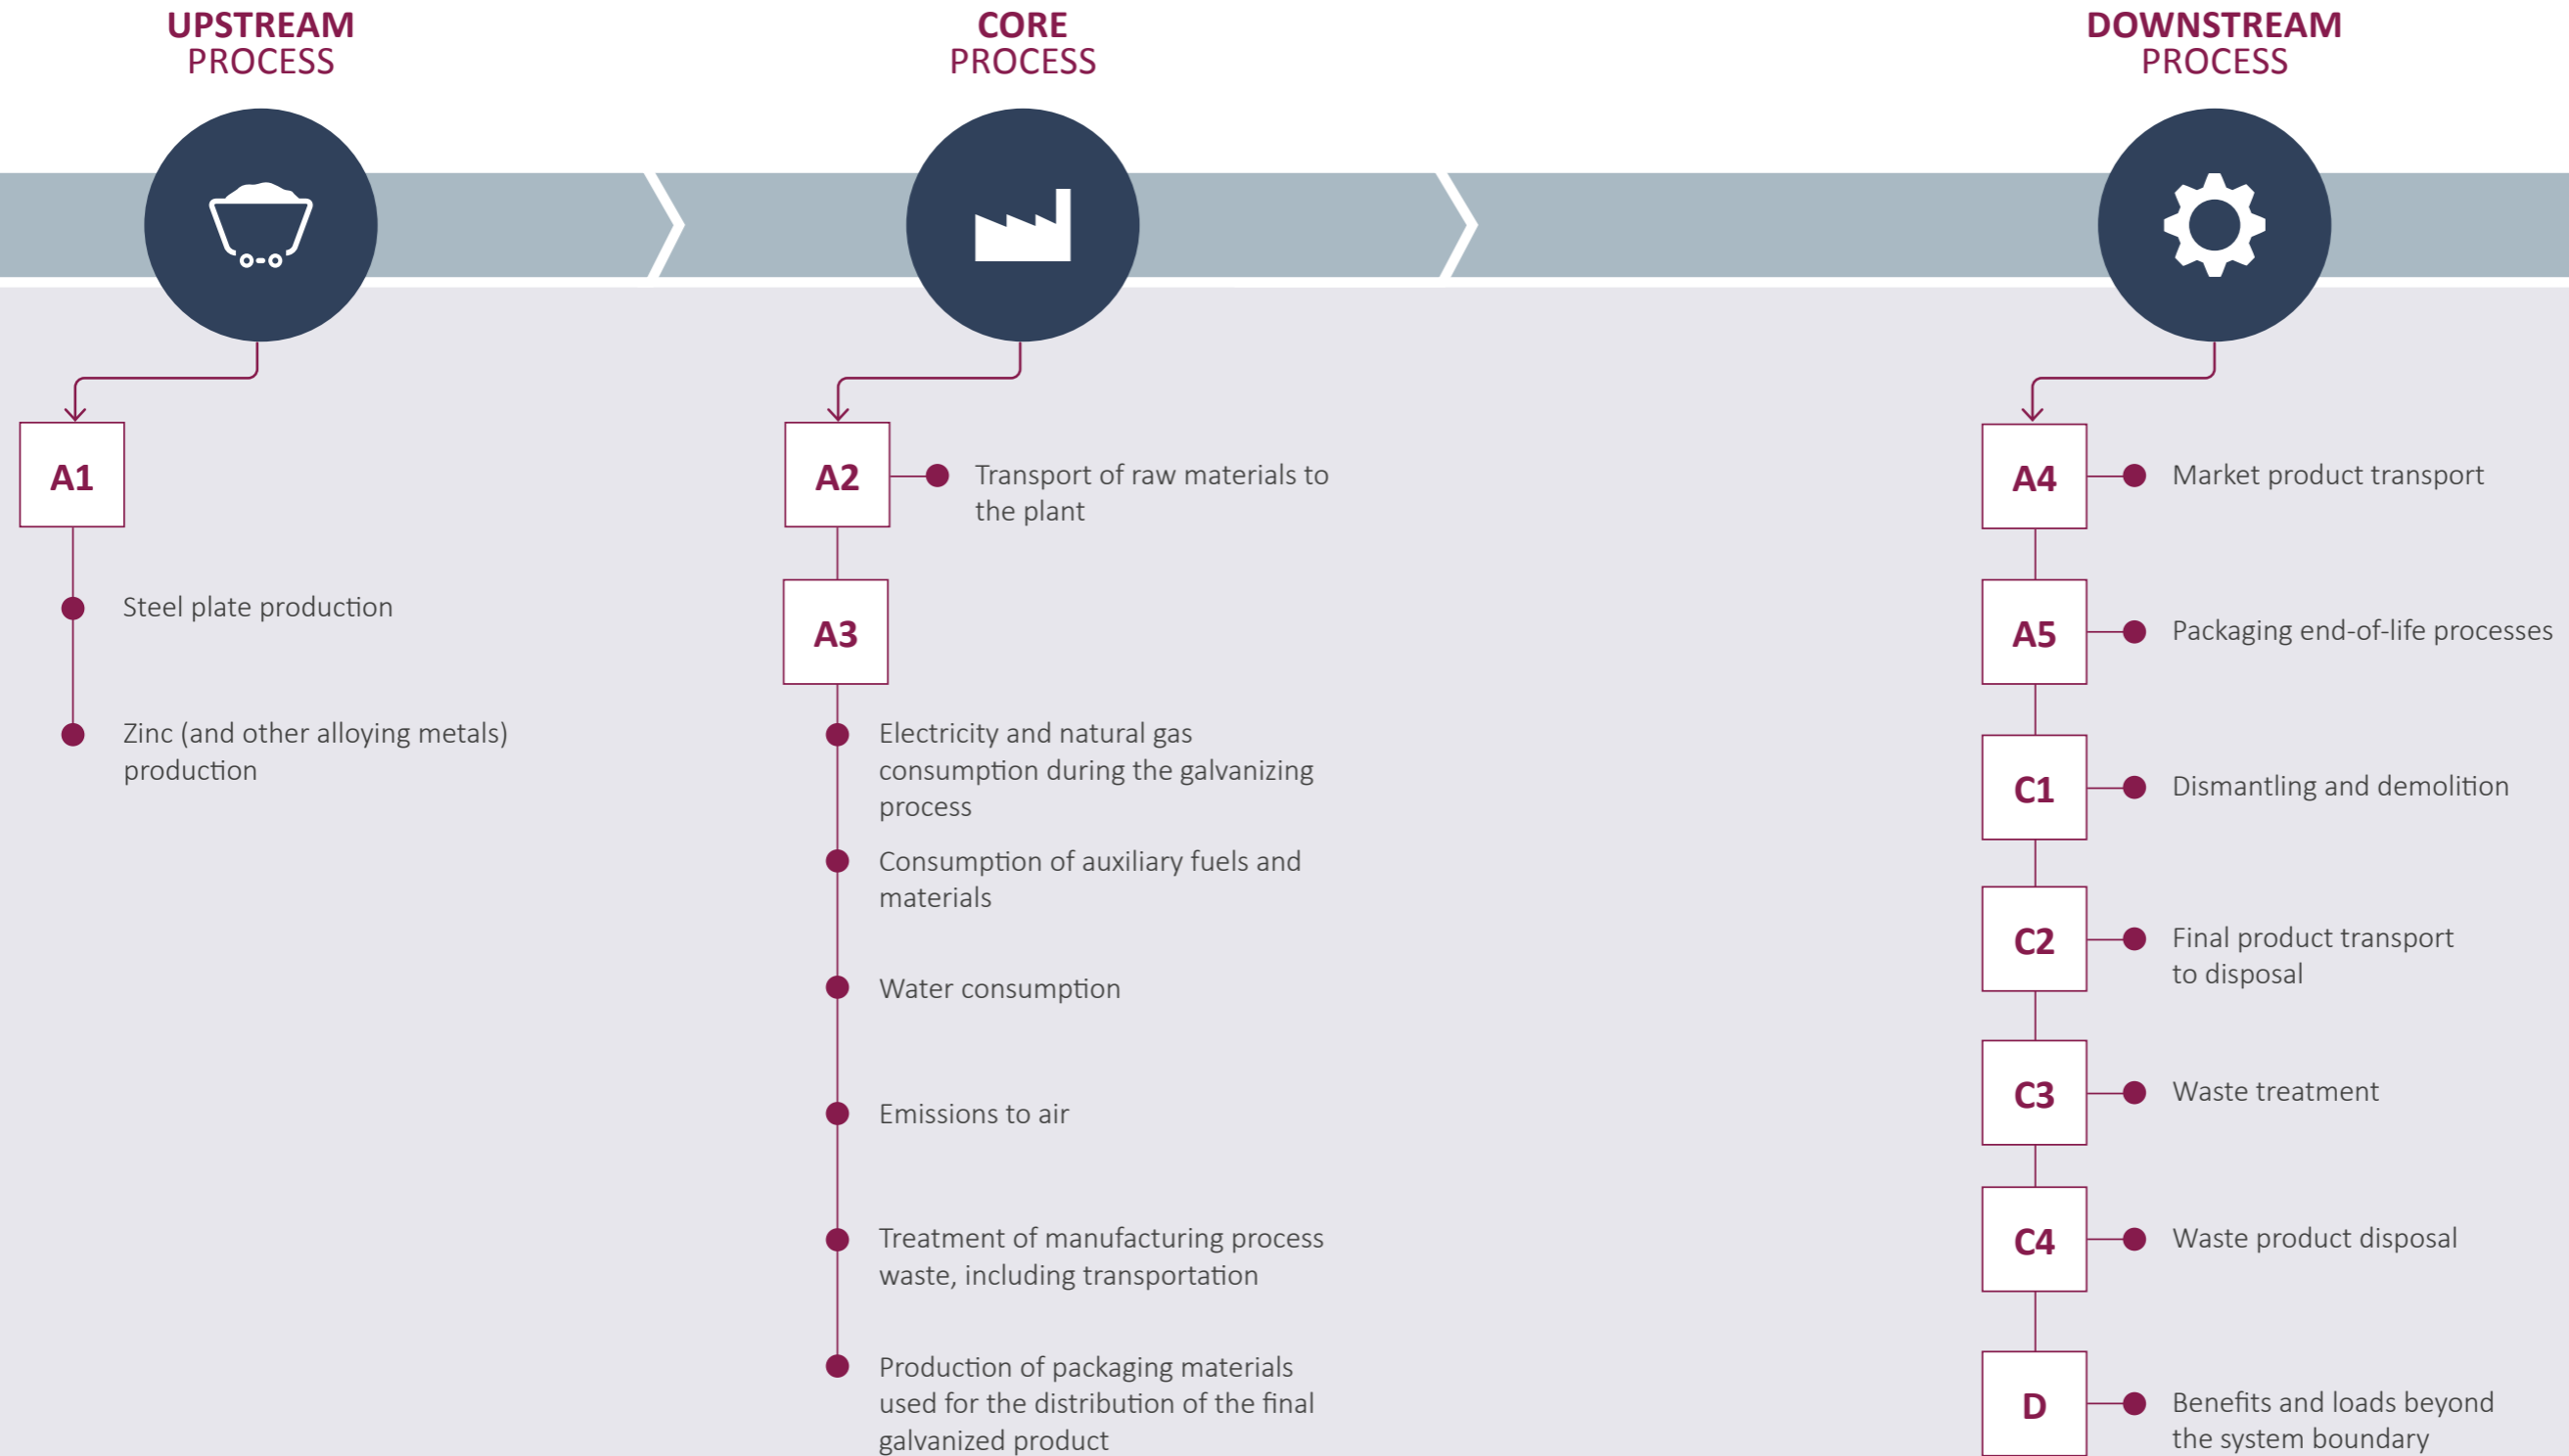 UPSTREAM
PROCESS
A1
Steel plate production
Zinc (and other alloying metals)
production
CORE
PROCESS
A2
Transport of raw materials to
the plant
A3
Electricity and natural gas
consumption during the galvanizing
process
Consumption of auxiliary fuels and
materials
Water consumption
Emissions to air
Treatment of manufacturing process
waste, including transportation
Production of packaging materials
used for the distribution of the final
galvanized product
DOWNSTREAM
PROCESS
A4
Market product transport
A5
Packaging end-of-life processes
C1
Dismantling and demolition
C2
Final product transport
to disposal
C3
Waste treatment
C4
Waste product disposal
D
Benefits and loads beyond
the system boundary